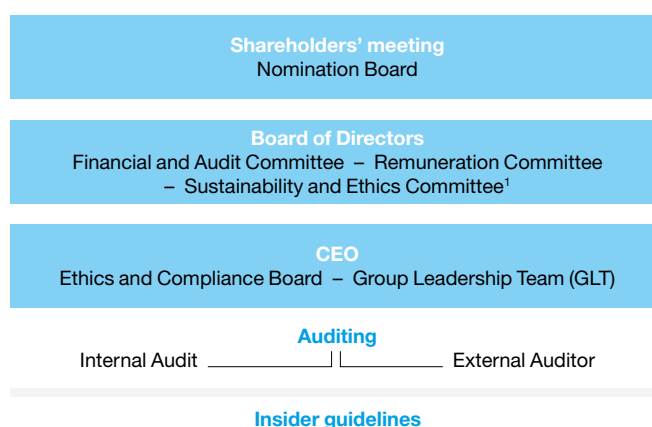 Shareholders’ meeting
Nomination Board
Board of Directors
Financial and Audit Committee – Remuneration Committee
– Sustainability and Ethics Committee¹
CEO
Ethics and Compliance Board – Group Leadership Team (GLT)
Auditing
Internal Audit External Auditor
Insider guidelines